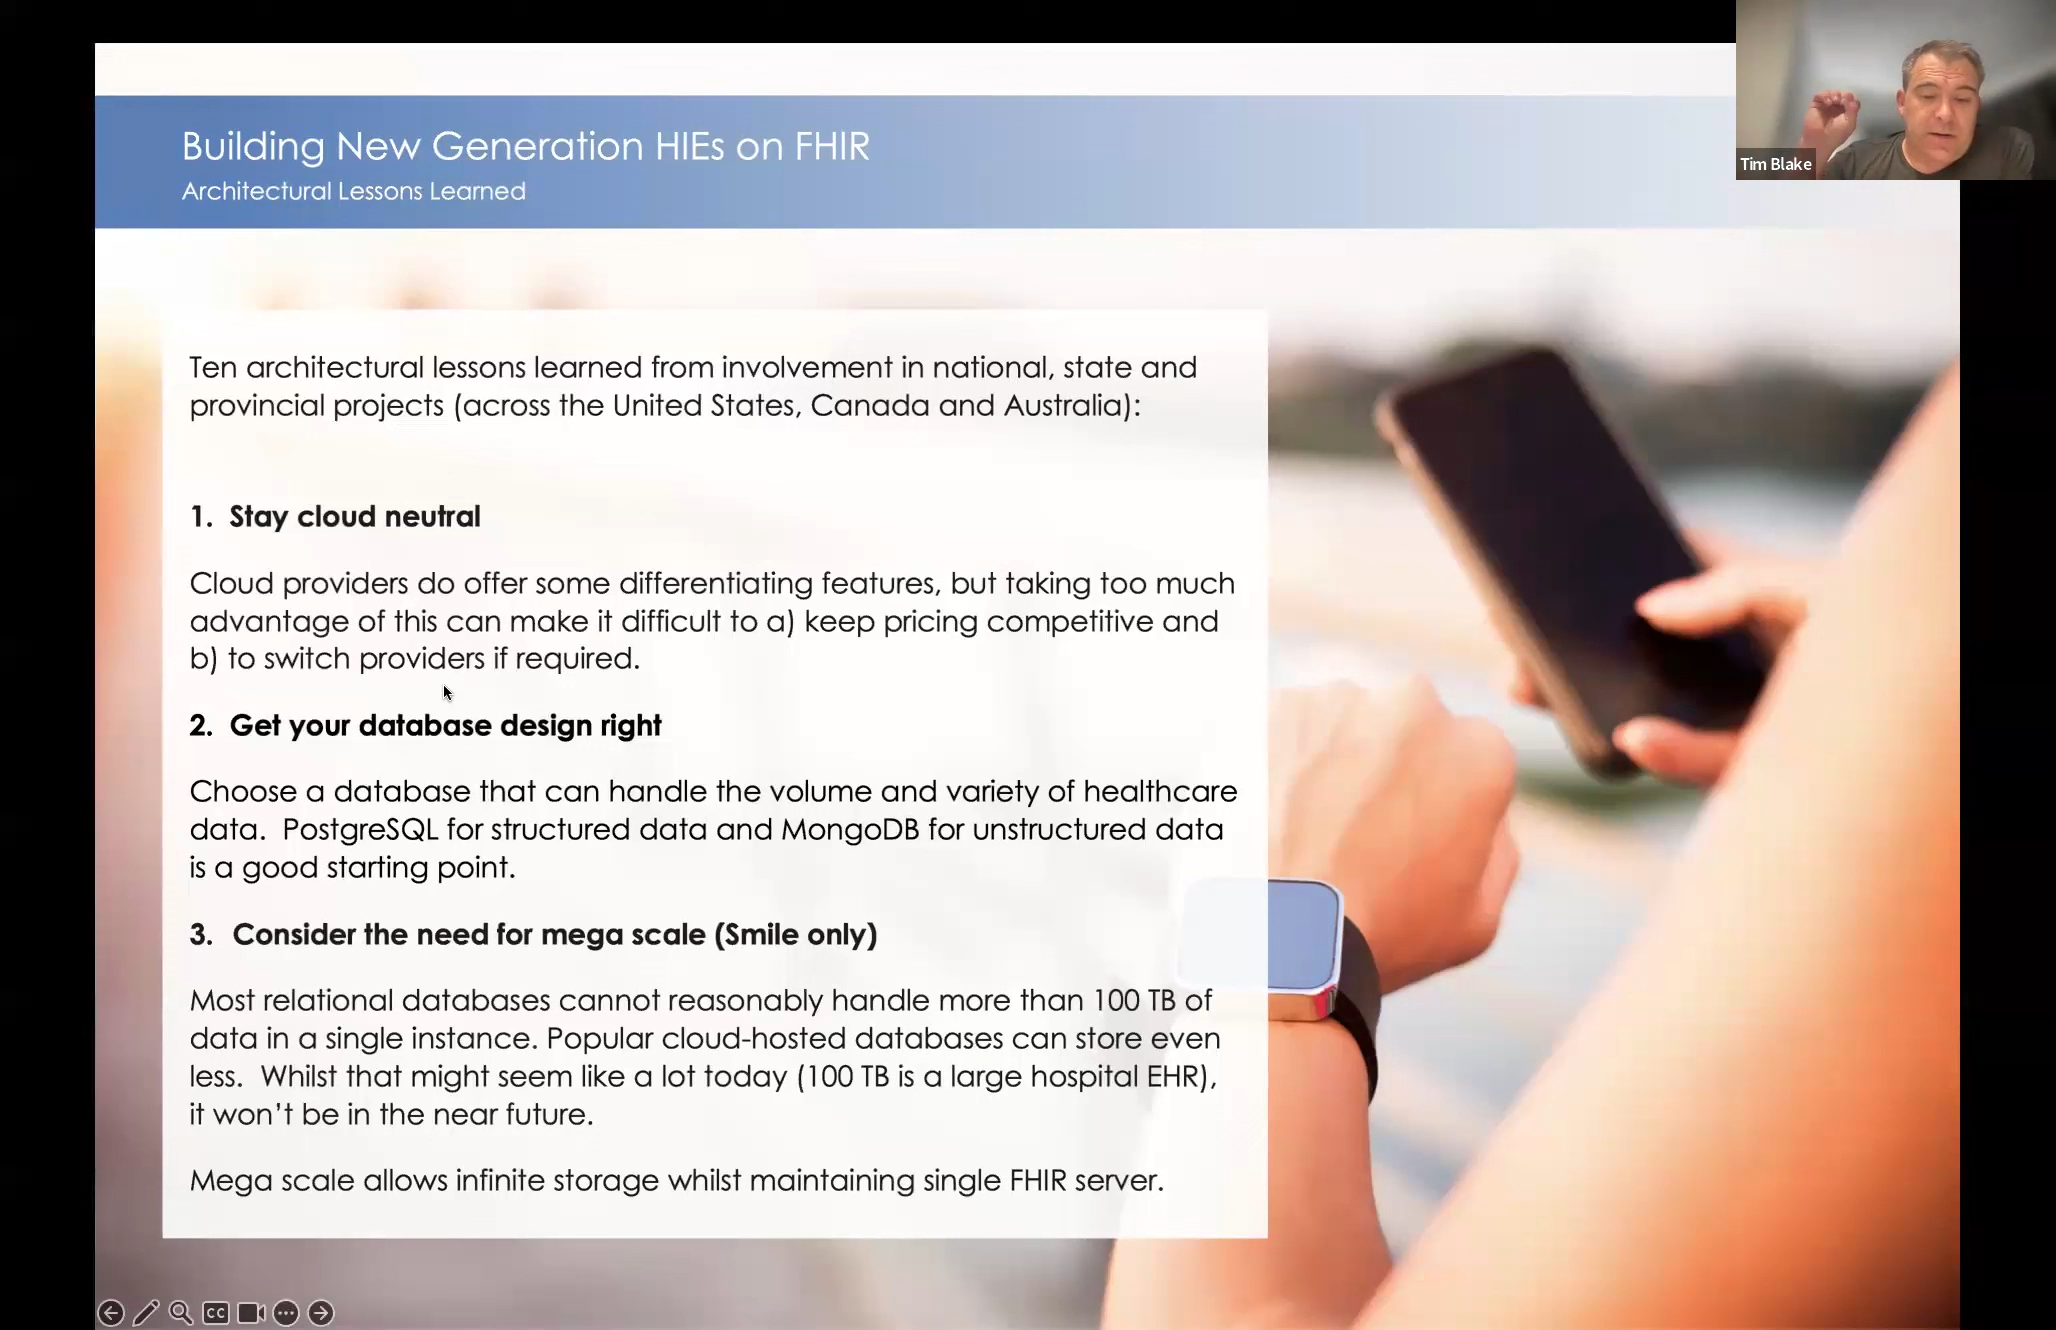 Building New Generation HIEs on FHIR
Architectural Lessons Learned
Tim Blake
Ten architectural lessons learned from involvement in national, state and
provincial projects (across the United States, Canada and Australia):
1. Stay cloud neutral
Cloud providers do offer some differentiating features, but taking too much
advantage of this can make it difficult to a) keep pricing competitive and
b) to switch providers if required.
2. Get your database design right
Choose a database that can handle the volume and variety of healthcare
data. PostgreSQL for structured data and MongoDB for unstructured data
is a good starting point.
3. Consider the need for mega scale (Smile only)
Most relational databases cannot reasonably handle more than 100 TB of
data in a single instance. Popular cloud-hosted databases can store even
less. Whilst that might seem like a lot today (100 TB is a large hospital EHR),
it won't be in the near future.
Mega scale allows infinite storage whilst maintaining single FHIR server.
CC